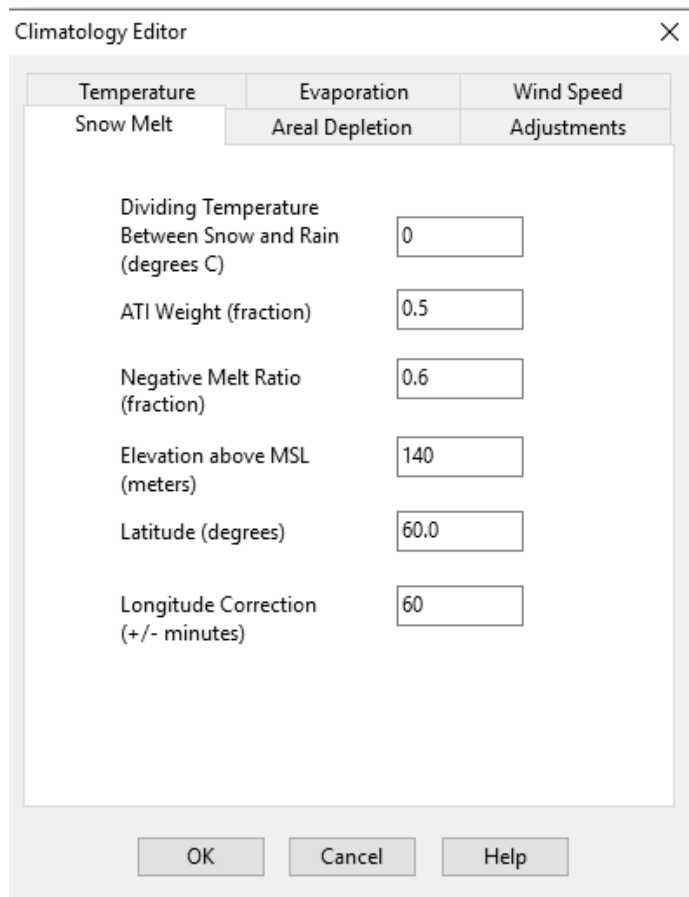 Climatology Editor
Temperature
Evaporation
Wind Speed
Snow Melt
Areal Depletion
Adjustments
Dividing Temperature
Between Snow and Rain
(degrees C)
0
ATI Weight (fraction)
0.5
Negative Melt Ratio
(fraction)
0.6
Elevation above MSL
(meters)
140
Latitude (degrees)
60.0
Longitude Correction
(+/- minutes)
60
OK
Cancel
Help